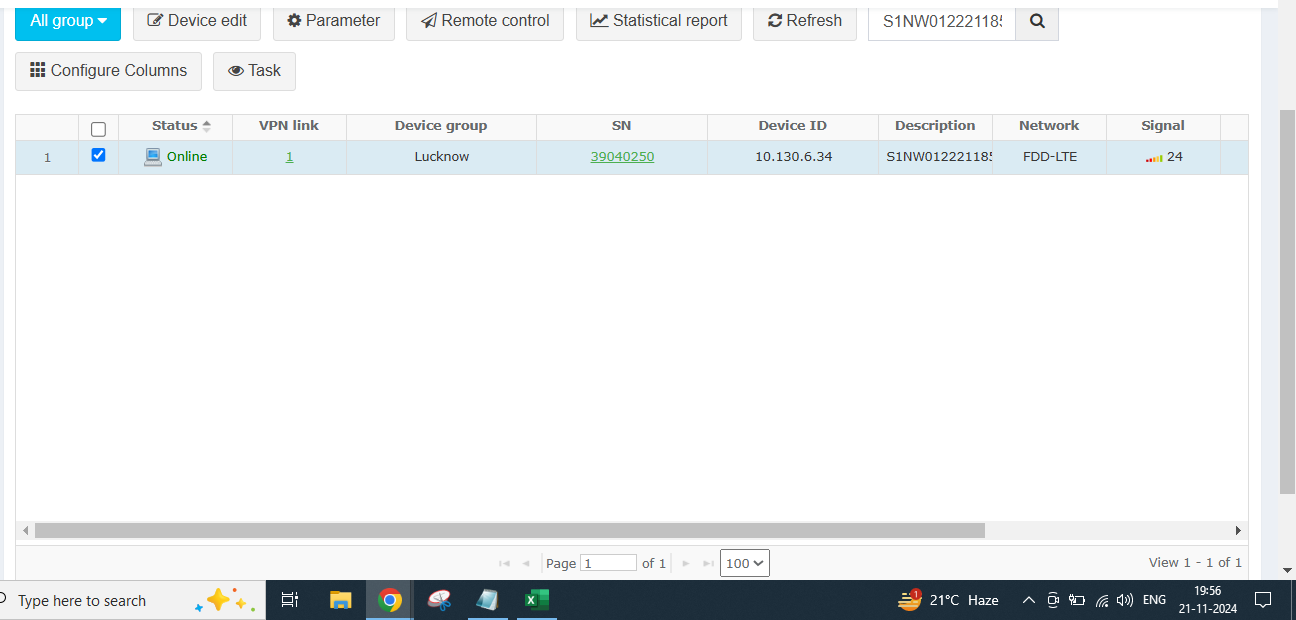 All group Device edit Parameter Remote control Statistical report Refresh S1NW01222118
Configure Columns Task
Status VPN link Device group SN Device ID Description Network Signal
1 Online 1 Lucknow 39040250 10.130.6.34 S1NW01222118 FDD-LTE 24
Page 1 of 1 100 View 1 - 1 of 1
Type here to search 1 21°C Haze ENG 19:56
21-11-2024